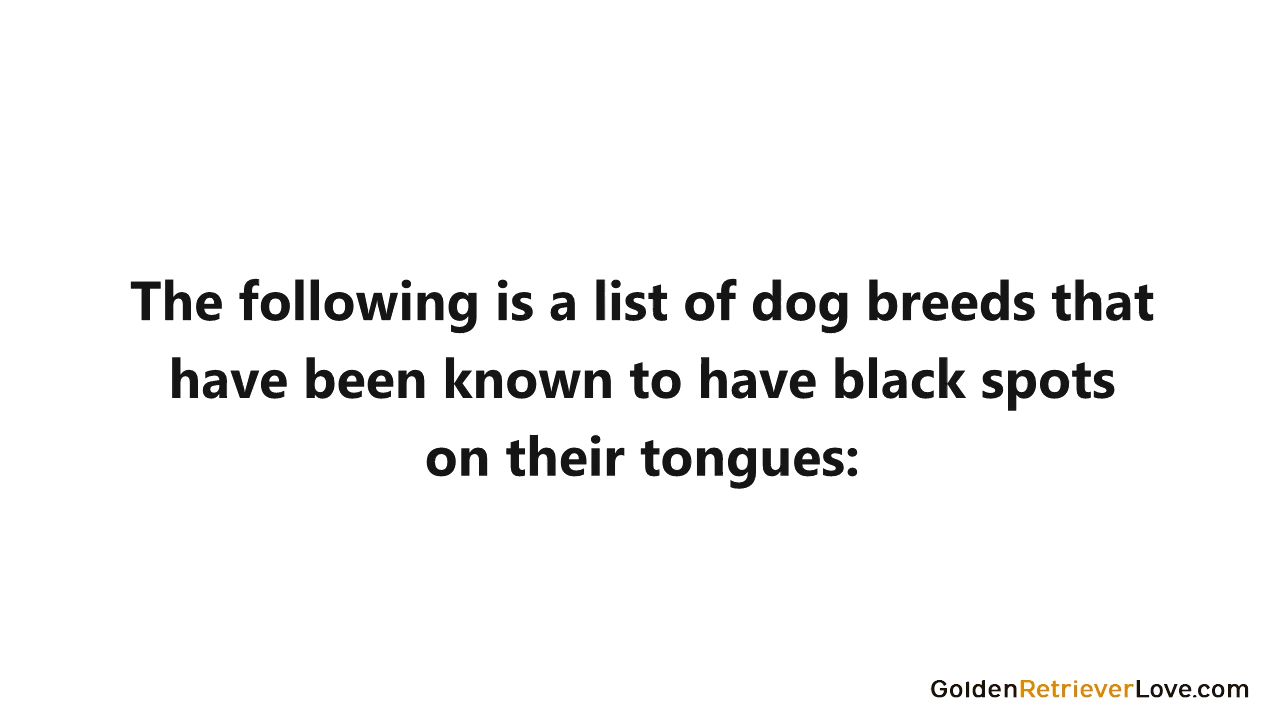 The following is a list of dog breeds that
have been known to have black spots
on their tongues:
GoldenRetrieverLove.com